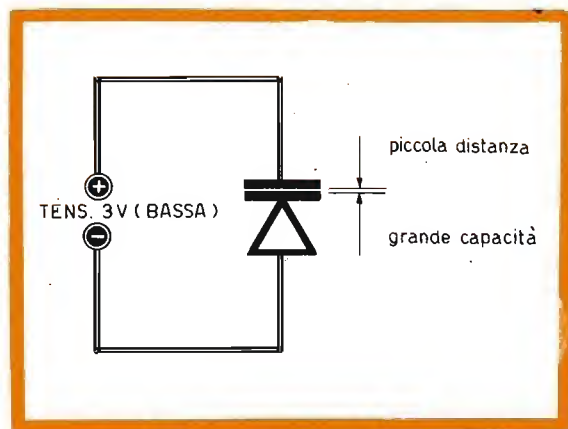 piccola distanza
+
TENS. 3V (BASSA)
−
grande capacità